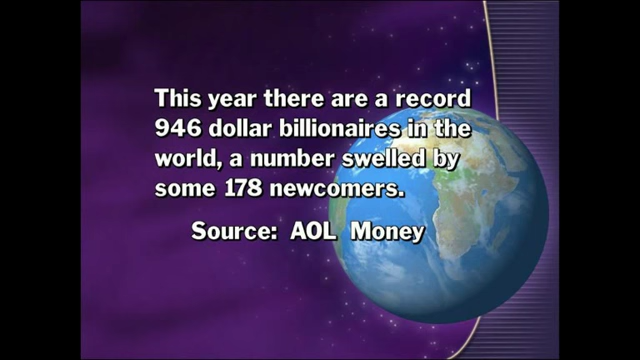 This year there are a record
946 dollar billionaires in the
world, a number swelled by
some 178 newcomers.
Source: AOL Money